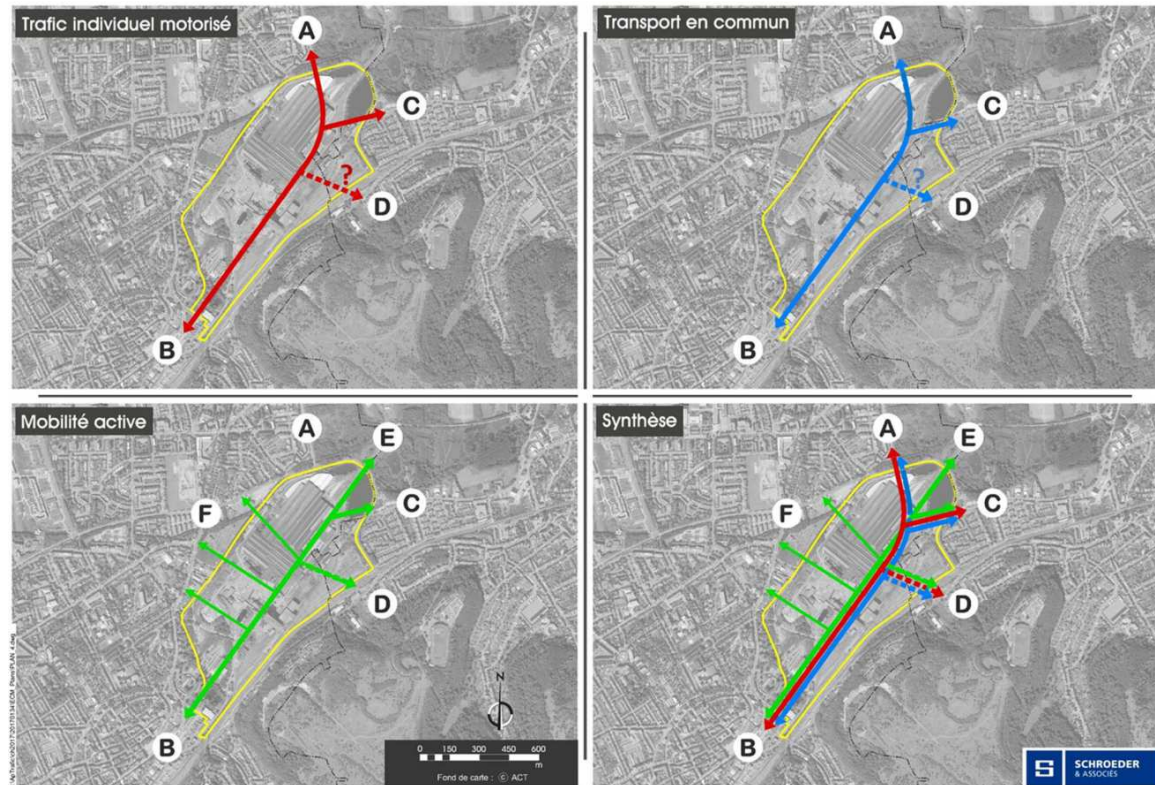 Trafic individuel motorisé
A
C
?
D
B
Transport en commun
A
C
?
D
B
Mobilité active
A
E
C
F
D
B
N
0 150 300 450 600
m
Fond de carte : © ACT
Synthèse
A
E
C
F
D
B
S
SCHROEDER
& ASSOCIÉS